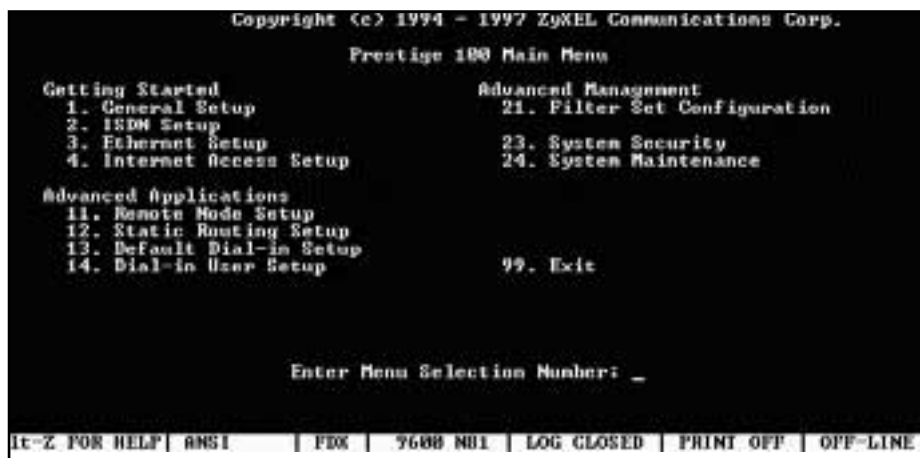 Copyright (c) 1994 - 1997 ZyXEL Communications Corp.
Prestige 100 Main Menu
Getting Started
1. General Setup
2. ISDN Setup
3. Ethernet Setup
4. Internet Access Setup
Advanced Applications
11. Remote Node Setup
12. Static Routing Setup
13. Default Dial-in Setup
14. Dial-in User Setup
Advanced Management
21. Filter Set Configuration
23. System Security
24. System Maintenance
99. Exit
Enter Menu Selection Number: _
lt-Z FOR HELP | ANSI | FDX | 9600 N81 | LOG CLOSED | PRINT OFF | OFF-LINE